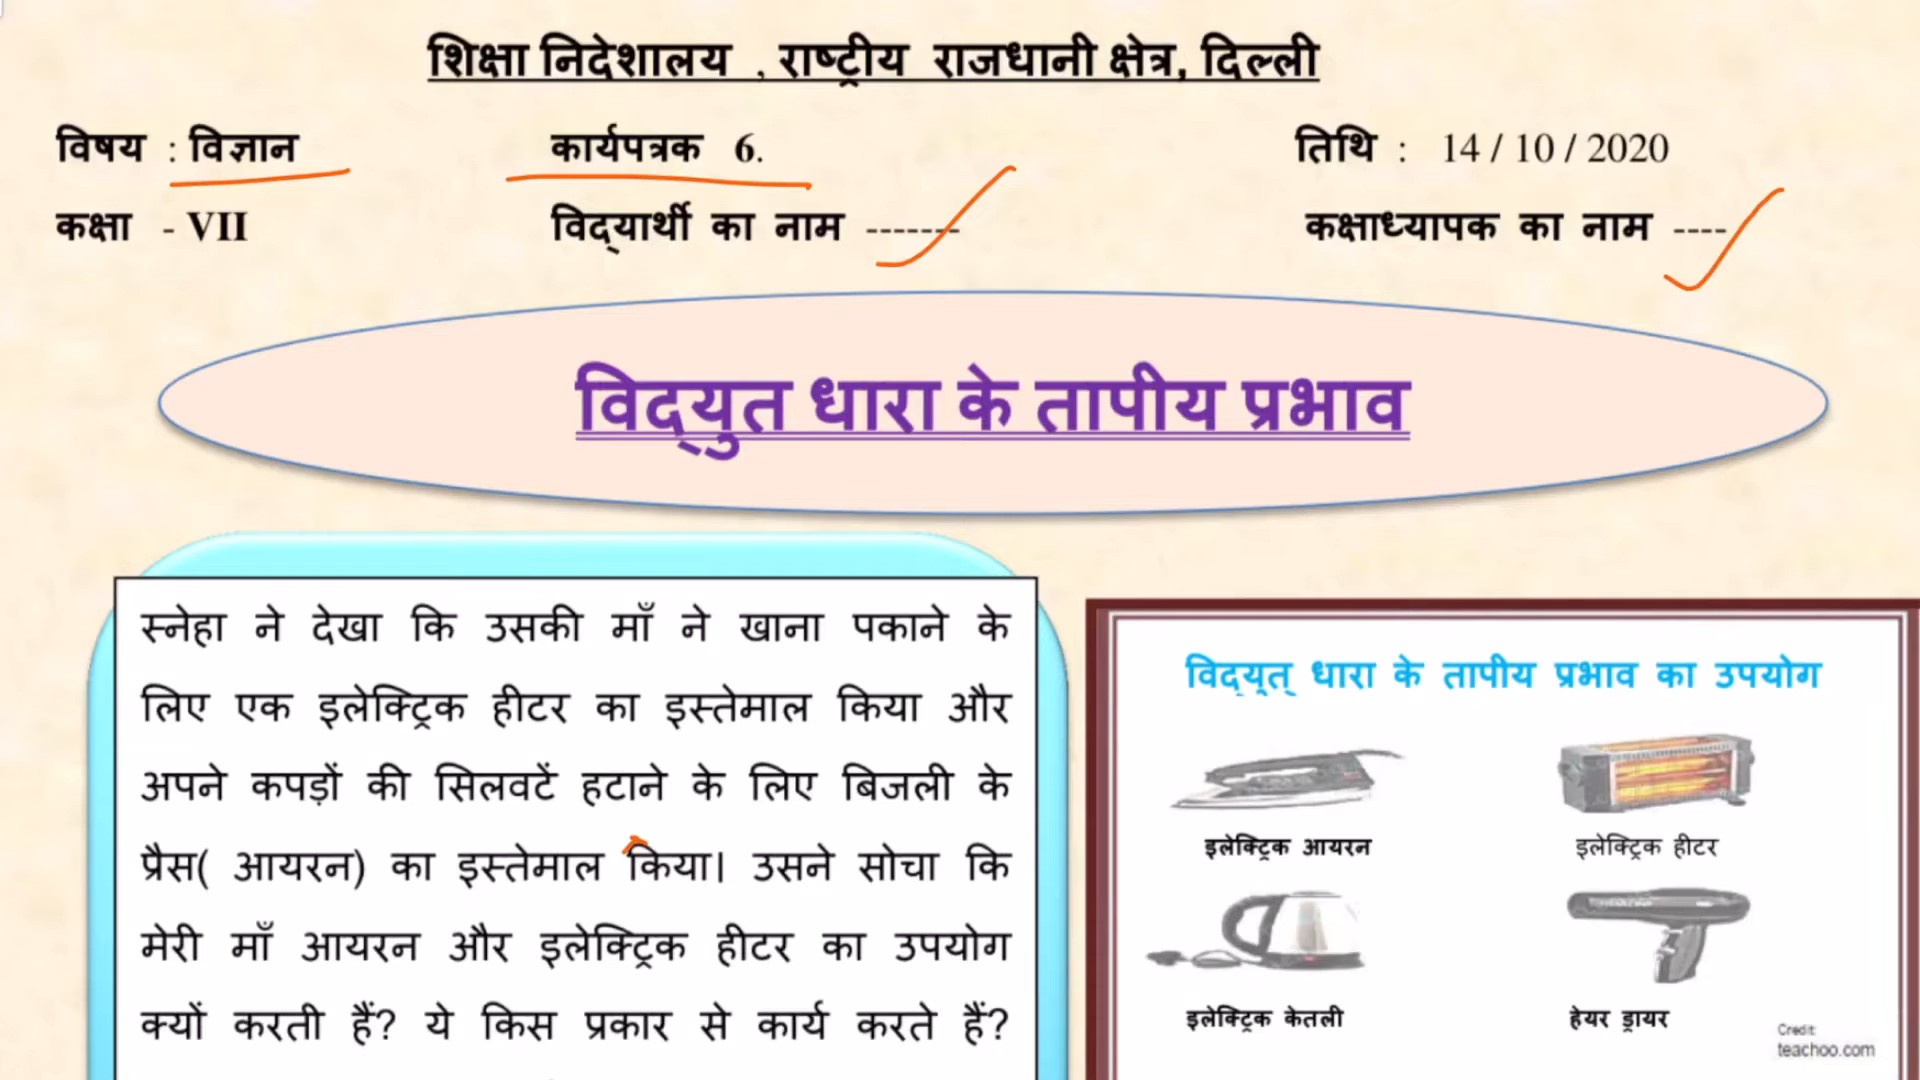 शिक्षा निदेशालय , राष्ट्रीय राजधानी क्षेत्र, दिल्ली
विषय : विज्ञान कार्यपत्रक 6. तिथि : 14 / 10 / 2020
कक्षा - VII विद्यार्थी का नाम ------- कक्षाध्यापक का नाम ----
विद्युत धारा के तापीय प्रभाव
स्नेहा ने देखा कि उसकी माँ ने खाना पकाने के
लिए एक इलेक्ट्रिक हीटर का इस्तेमाल किया और
अपने कपड़ों की सिलवटें हटाने के लिए बिजली के
प्रैस( आयरन) का इस्तेमाल किया। उसने सोचा कि
मेरी माँ आयरन और इलेक्ट्रिक हीटर का उपयोग
क्यों करती हैं? ये किस प्रकार से कार्य करते हैं?
विद्युत् धारा के तापीय प्रभाव का उपयोग
इलेक्ट्रिक आयरन इलेक्ट्रिक हीटर
इलेक्ट्रिक केतली हेयर ड्रायर
Credit:
teachoo.com